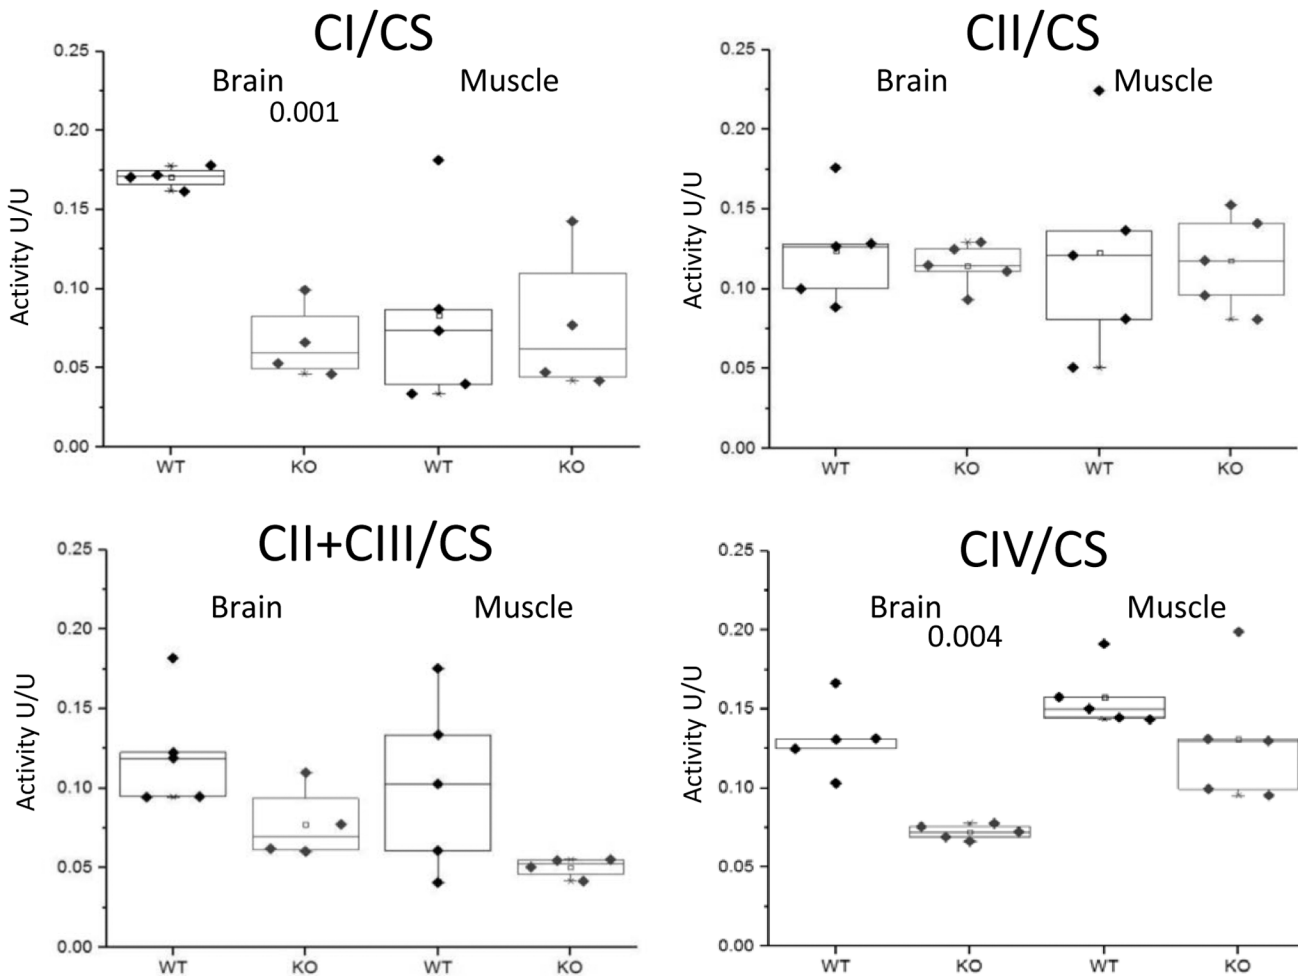 CI/CS
Brain Muscle
0.001
Activity U/U
0.25
0.20
0.15
0.10
0.05
0.00
WT KO WT KO
CII/CS
Brain Muscle
Activity U/U
0.25
0.20
0.15
0.10
0.05
0.00
WT KO WT KO
CII+CIII/CS
Brain Muscle
Activity U/U
0.25
0.20
0.15
0.10
0.05
0.00
WT KO WT KO
CIV/CS
Brain Muscle
0.004
Activity U/U
0.25
0.20
0.15
0.10
0.05
0.00
WT KO WT KO